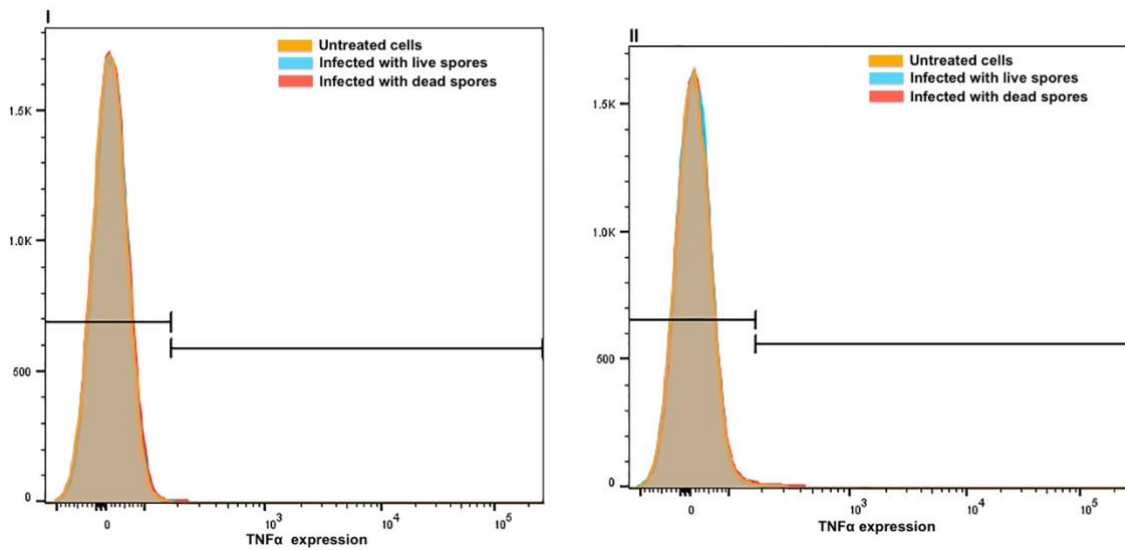 I
Untreated cells
Infected with live spores
Infected with dead spores
1.5K
1.0K
500
0
0
10³
10⁴
10⁵
TNFα expression
II
Untreated cells
Infected with live spores
Infected with dead spores
1.5K
1.0K
500
0
0
10³
10⁴
10⁵
TNFα expression